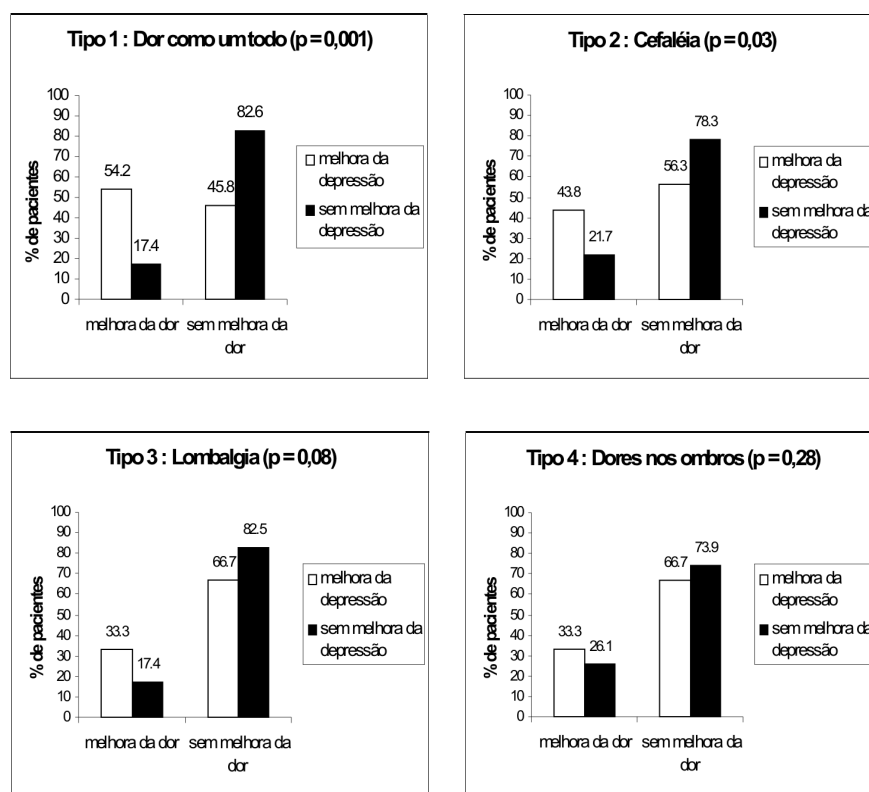 Tipo 1 : Dor como um todo (p = 0,001)
100
90
80
70
60
50
40
30
20
10
0
% de pacientes
54.2
17.4
45.8
82.6
melhora da dor
sem melhora da
dor
melhora da
depressão
sem melhora da
depressão
Tipo 2 : Cefaléia (p = 0,03)
100
90
80
70
60
50
40
30
20
10
0
% de pacientes
43.8
21.7
56.3
78.3
melhora da dor
sem melhora da
dor
melhora da
depressão
sem melhora da
depressão
Tipo 3 : Lombalgia (p = 0,08)
100
90
80
70
60
50
40
30
20
10
0
% de pacientes
33.3
17.4
66.7
82.5
melhora da dor
sem melhora da
dor
melhora da
depressão
sem melhora da
depressão
Tipo 4 : Dores nos ombros (p = 0,28)
100
90
80
70
60
50
40
30
20
10
0
% de pacientes
33.3
26.1
66.7
73.9
melhora da dor
sem melhora da
dor
melhora da
depressão
sem melhora da
depressão